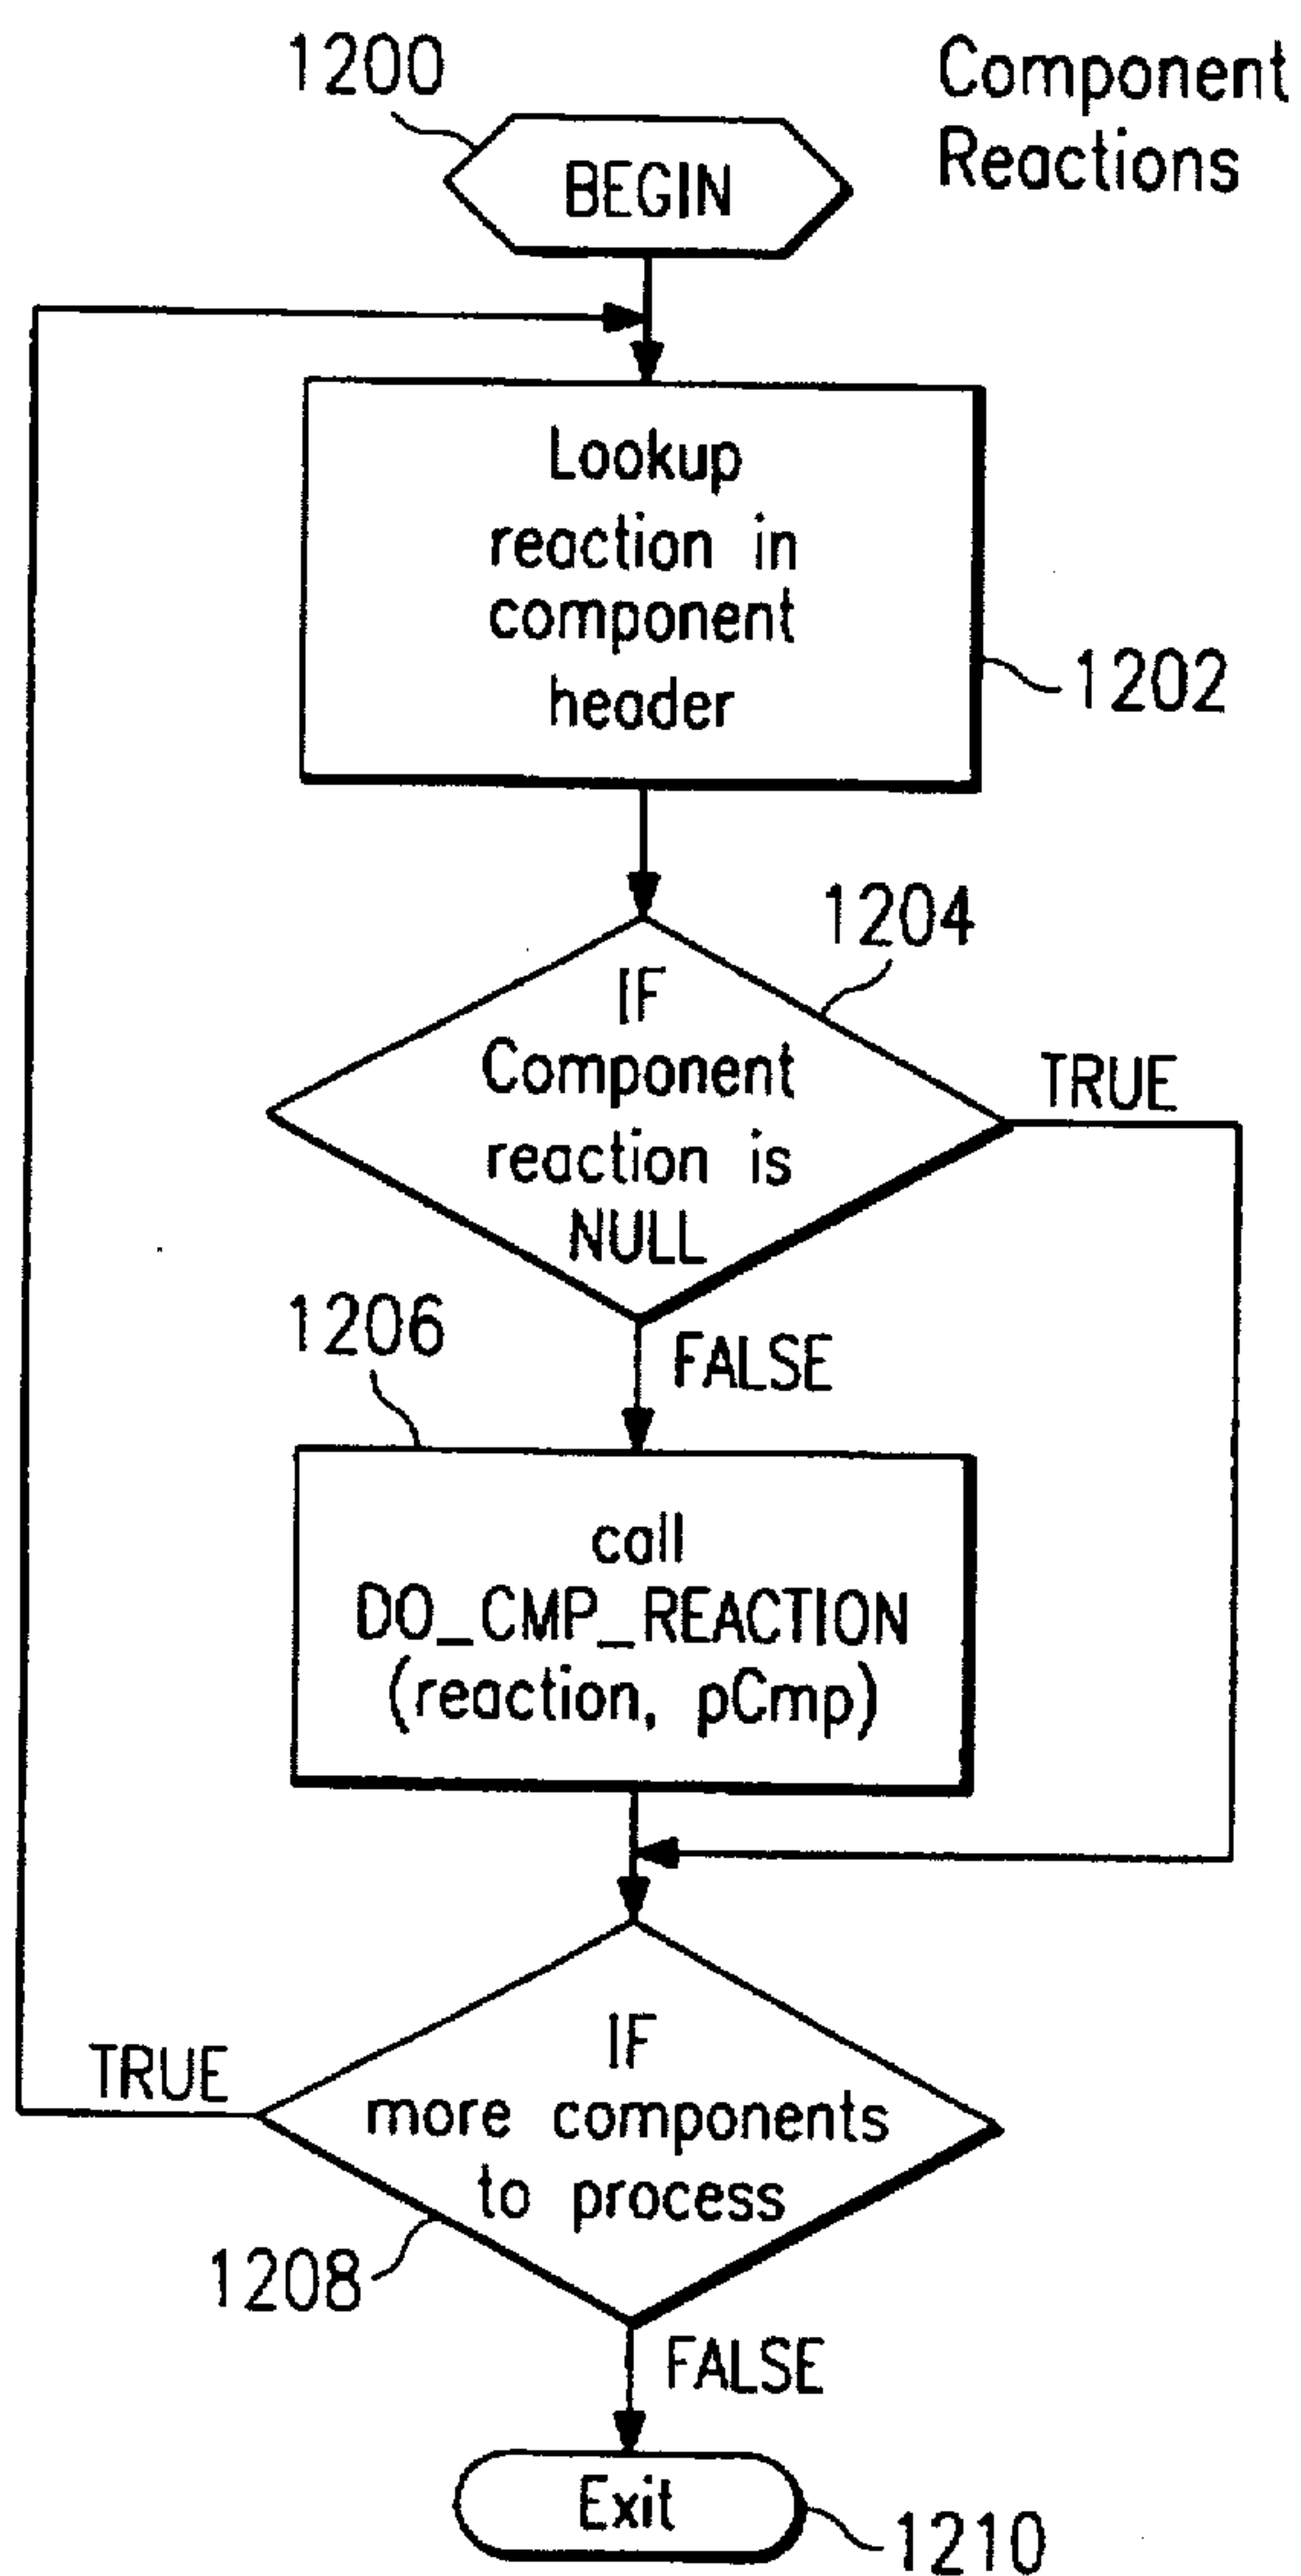 1200
Component
Reactions
BEGIN
Lookup
reaction in
component
header
1202
1204
IF
Component
reaction is
NULL
TRUE
1206
FALSE
call
DO_CMP_REACTION
(reaction, pCmp)
TRUE
IF
more components
to process
1208
FALSE
Exit
1210